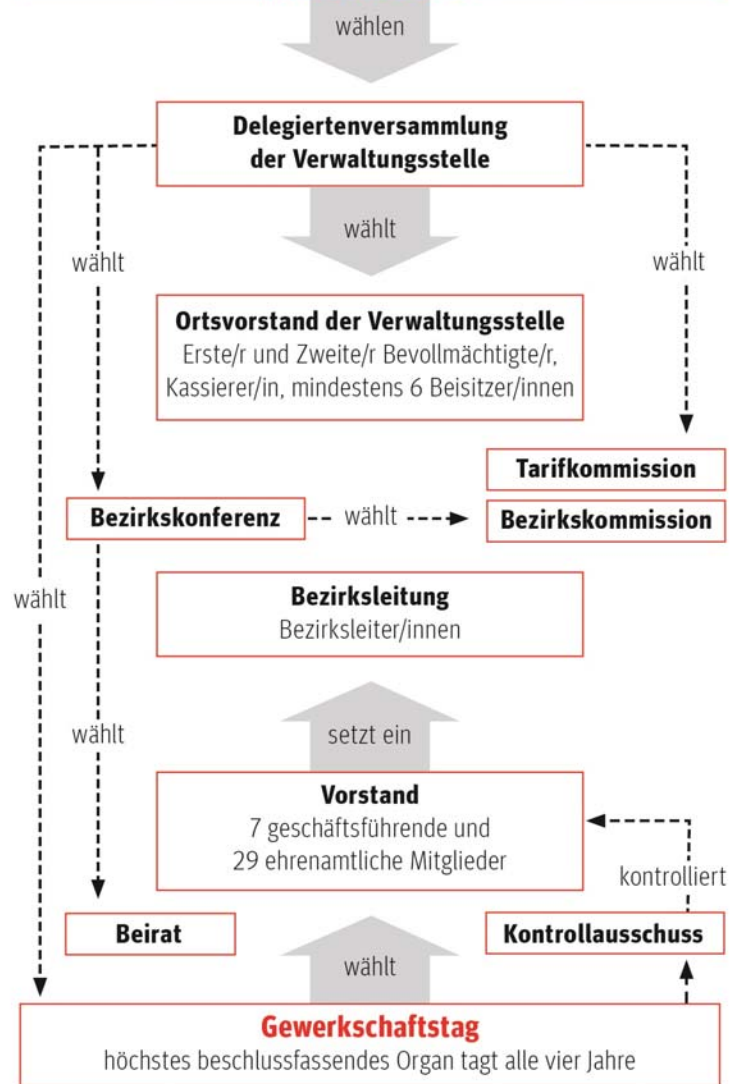 wählen
Delegiertenversammlung
der Verwaltungsstelle
wählt
wählt
wählt
Ortsvorstand der Verwaltungsstelle
Erste/r und Zweite/r Bevollmächtigte/r,
Kassierer/in, mindestens 6 Beisitzer/innen
Tarifkommission
Bezirkskonferenz
wählt
Bezirkskommission
wählt
Bezirksleitung
Bezirksleiter/innen
wählt
setzt ein
Vorstand
7 geschäftsführende und
29 ehrenamtliche Mitglieder
kontrolliert
Beirat
Kontrollausschuss
wählt
Gewerkschaftstag
höchstes beschlussfassendes Organ tagt alle vier Jahre